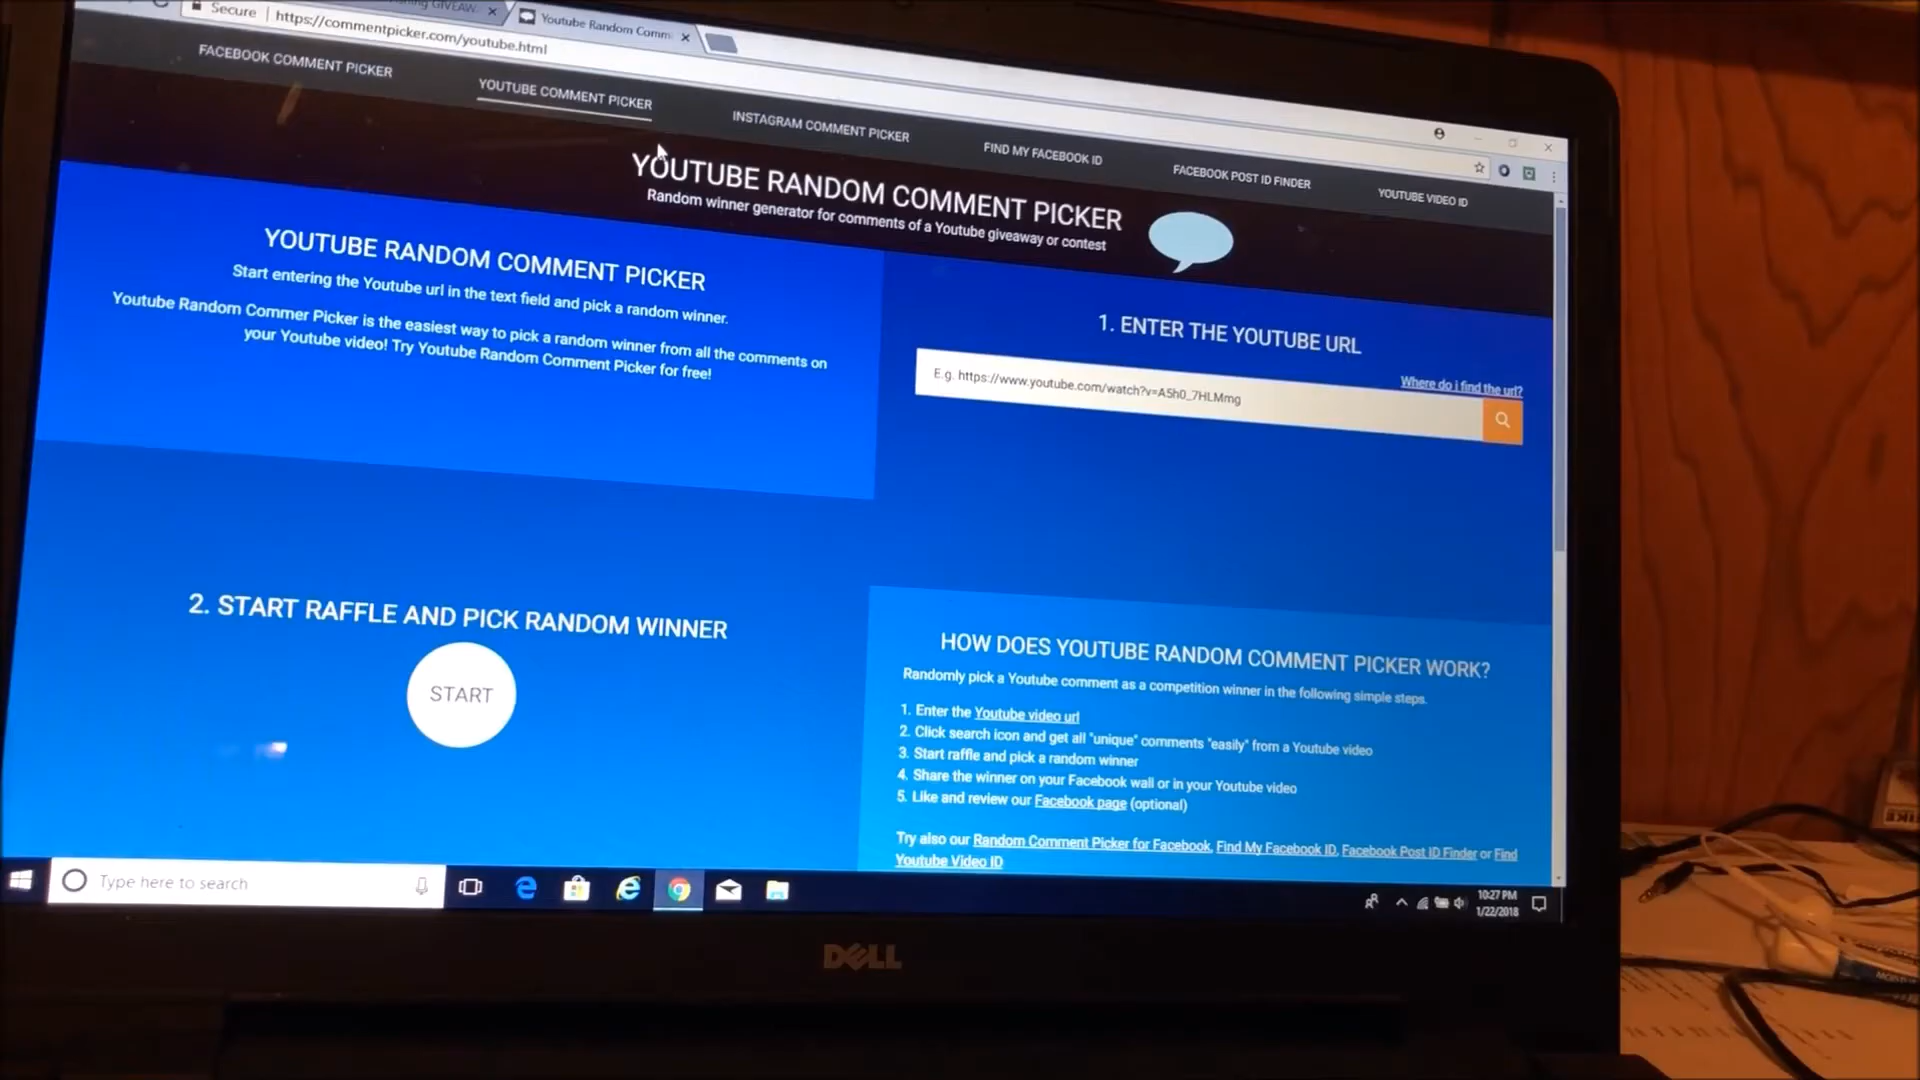 GIVEAW
Youtube Random Comm
Secure
https://commentpicker.com/youtube.html
FACEBOOK COMMENT PICKER
YOUTUBE COMMENT PICKER
INSTAGRAM COMMENT PICKER
FIND MY FACEBOOK ID
FACEBOOK POST ID FINDER
YOUTUBE VIDEO ID
YOUTUBE RANDOM COMMENT PICKER
Random winner generator for comments of a Youtube giveaway or contest
YOUTUBE RANDOM COMMENT PICKER
Start entering the Youtube url in the text field and pick a random winner.
Youtube Random Commer Picker is the easiest way to pick a random winner from all the comments on
your Youtube video! Try Youtube Random Comment Picker for free!
1. ENTER THE YOUTUBE URL
Where do i find the url?
E.g. https://www.youtube.com/watch?v=A5h0_7HLMmg
2. START RAFFLE AND PICK RANDOM WINNER
START
HOW DOES YOUTUBE RANDOM COMMENT PICKER WORK?
Randomly pick a Youtube comment as a competition winner in the following simple steps.
1. Enter the Youtube video url
2. Click search icon and get all "unique" comments "easily" from a Youtube video
3. Start raffle and pick a random winner
4. Share the winner on your Facebook wall or in your Youtube video
5. Like and review our Facebook page (optional)
Try also our Random Comment Picker for Facebook, Find My Facebook ID, Facebook Post ID Finder or Find
Youtube Video ID
Type here to search
10:27 PM
1/22/2018
DELL